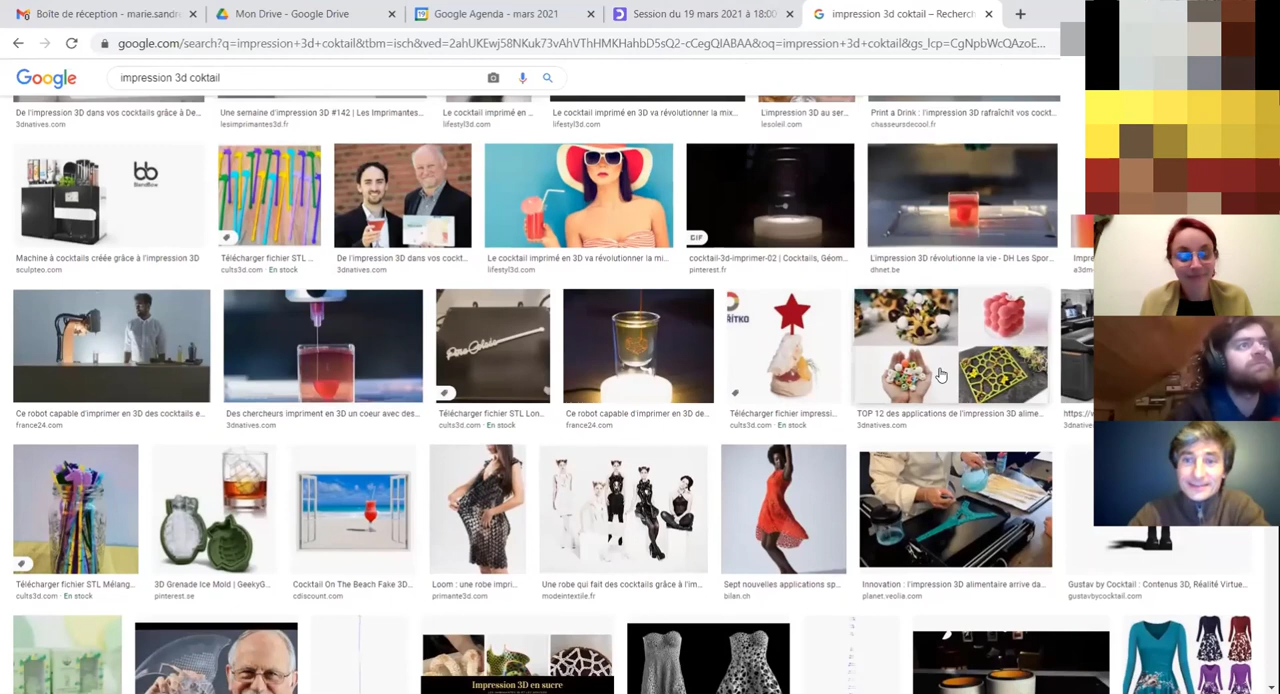 Boîte de réception - marie.sandre
Mon Drive - Google Drive
Google Agenda - mars 2021
Session du 19 mars 2021 à 18:00
impression 3d coktail – Recherch
google.com/search?q=impression+3d+coktail&tbm=isch&ved=2ahUKEwj58NKuk73vAhVThHMKHahbD5sQ2-cCegQIABAA&oq=impression+3d+coktail&gs_lcp=CgNpbWcQAzoE...
Google
impression 3d coktail
De l'impression 3D dans vos cocktails grâce à De...
Une semaine d'impression 3D #142 | Les Imprimantes...
Le cocktail imprimé en ...
Le cocktail imprimé en 3D va révolutionner la mix...
L'impression 3D au ser...
Print a Drink : l'impression 3D rafraîchit vos cockt...
3dnatives.com
lesimprimantes3d.fr
lifestyl3d.com
lifestyl3d.com
lesoleil.com
chasseursdecool.fr
bb
GIF
Machine à cocktails créée grâce à l'impression 3D
Télécharger fichier STL ...
De l'impression 3D dans vos cockt...
Le cocktail imprimé en 3D va révolutionner la mi...
cocktail-3d-imprimer-02 | Cocktails, Géom...
L'impression 3D révolutionne la vie - DH Les Spor...
sculpteo.com
cults3d.com · En stock
3dnatives.com
lifestyl3d.com
pinterest.fr
dhnet.be
Ce robot capable d'imprimer en 3D des cocktails e...
Des chercheurs impriment en 3D un coeur avec des...
Télécharger fichier STL Lon...
Ce robot capable d'imprimer en 3D de...
Télécharger fichier impressi...
TOP 12 des applications de l'impression 3D alime...
france24.com
3dnatives.com
cults3d.com · En stock
france24.com
cults3d.com · En stock
3dnatives.com
Télécharger fichier STL Mélang...
3D Grenade Ice Mold | GeekyG...
Cocktail On The Beach Fake 3D...
Loom : une robe impri...
Une robe qui fait des cocktails grâce à l'im...
Sept nouvelles applications sp...
Innovation : l'impression 3D alimentaire arrive da...
Gustav by Cocktail : Contenus 3D, Réalité Virtue...
cults3d.com · En stock
pinterest.se
cdiscount.com
primante3d.com
modeintextile.fr
bilan.ch
planet.veolia.com
gustavbycocktail.com
Impression 3D en sucre